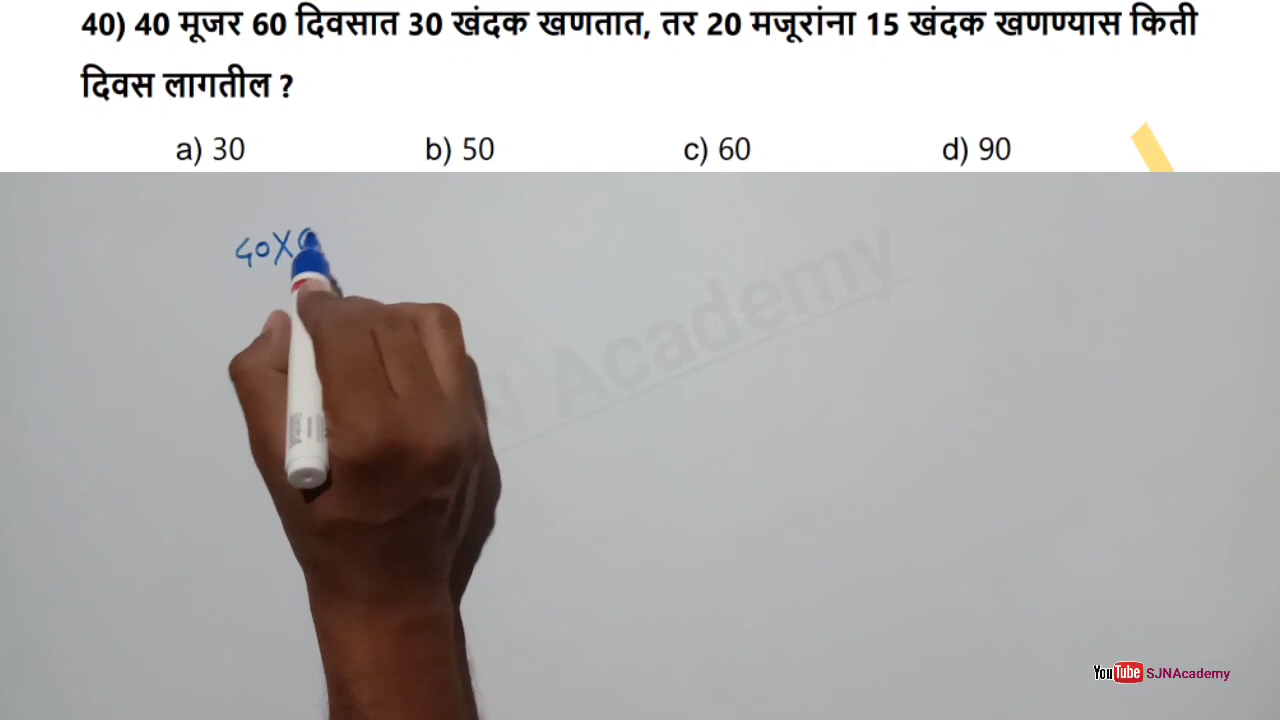 40) 40 मूजर 60 दिवसात 30 खंदक खणतात, तर 20 मजूरांना 15 खंदक खणण्यास किती
दिवस लागतील ?
a) 30 b) 50 c) 60 d) 90
40X
N Academy
YouTube SJNAcademy